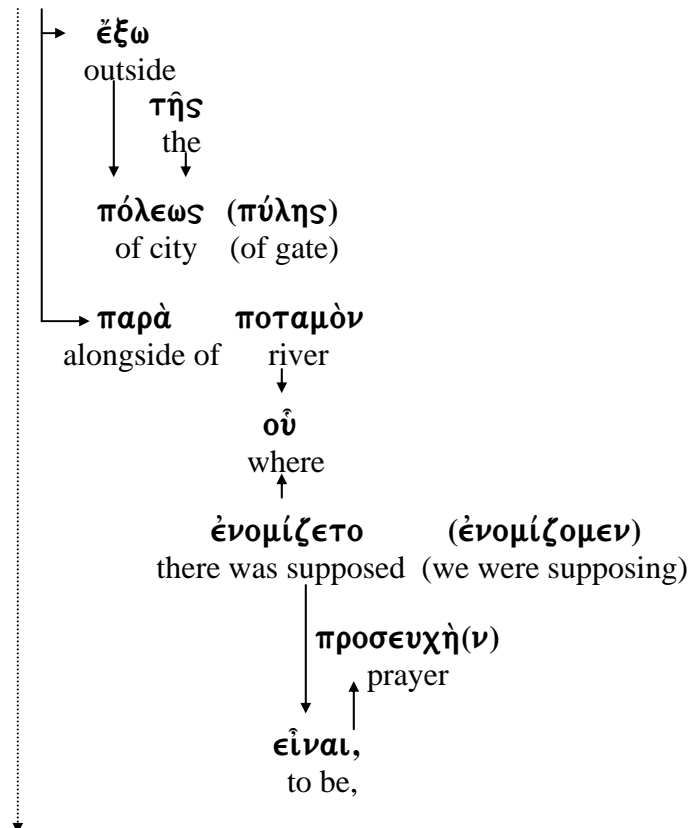 ἔξω
outside
τῆς
the
πόλεως (πύλης)
of city (of gate)
παρὰ ποταμὸν
alongside of river
οὗ
where
ἐνομίζετο (ἐνομίζομεν)
there was supposed (we were supposing)
προσευχὴ(ν)
prayer
εἶναι,
to be,